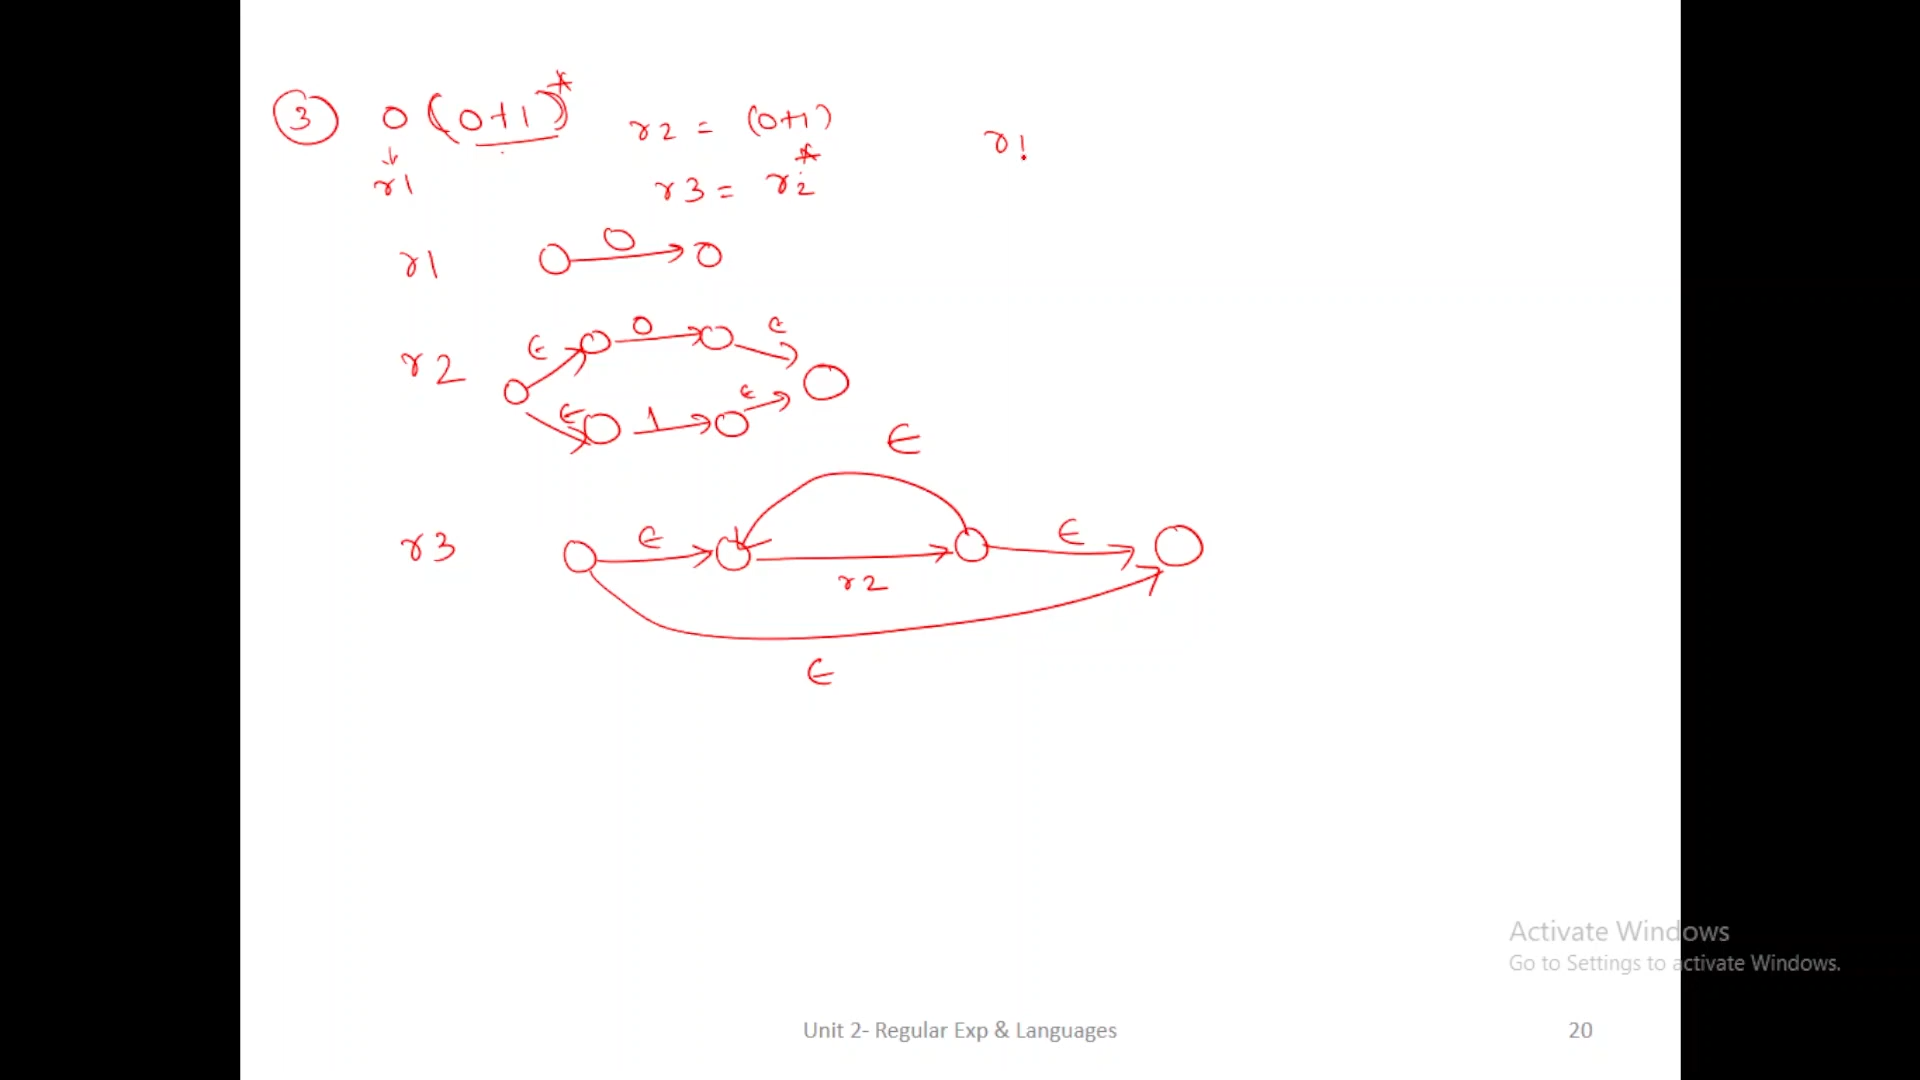 3 0 (0+1)*
r2 = (0+1)
r1
r1
r3 = r2*
r1 0
r2 ϵ 0 ϵ
ϵ 1 ϵ
ϵ
r3 ϵ r2 ϵ
ϵ
Activate Windows
Go to Settings to activate Windows.
Unit 2- Regular Exp & Languages 20